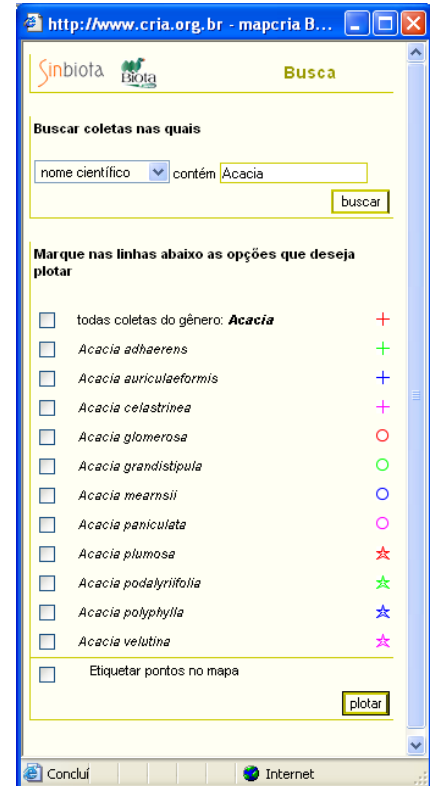 http://www.cria.org.br - mapcria B...
Sinbiota Biota Busca
Buscar coletas nas quais
nome científico contém Acacia
buscar
Marque nas linhas abaixo as opções que deseja
plotar
todas coletas do gênero: Acacia
Acacia adhaerens
Acacia auriculaeformis
Acacia celastrinea
Acacia glomerosa
Acacia grandistipula
Acacia mearnsii
Acacia paniculata
Acacia plumosa
Acacia podalyriifolia
Acacia polyphylla
Acacia velutina
Etiquetar pontos no mapa
plotar
Concluí Internet